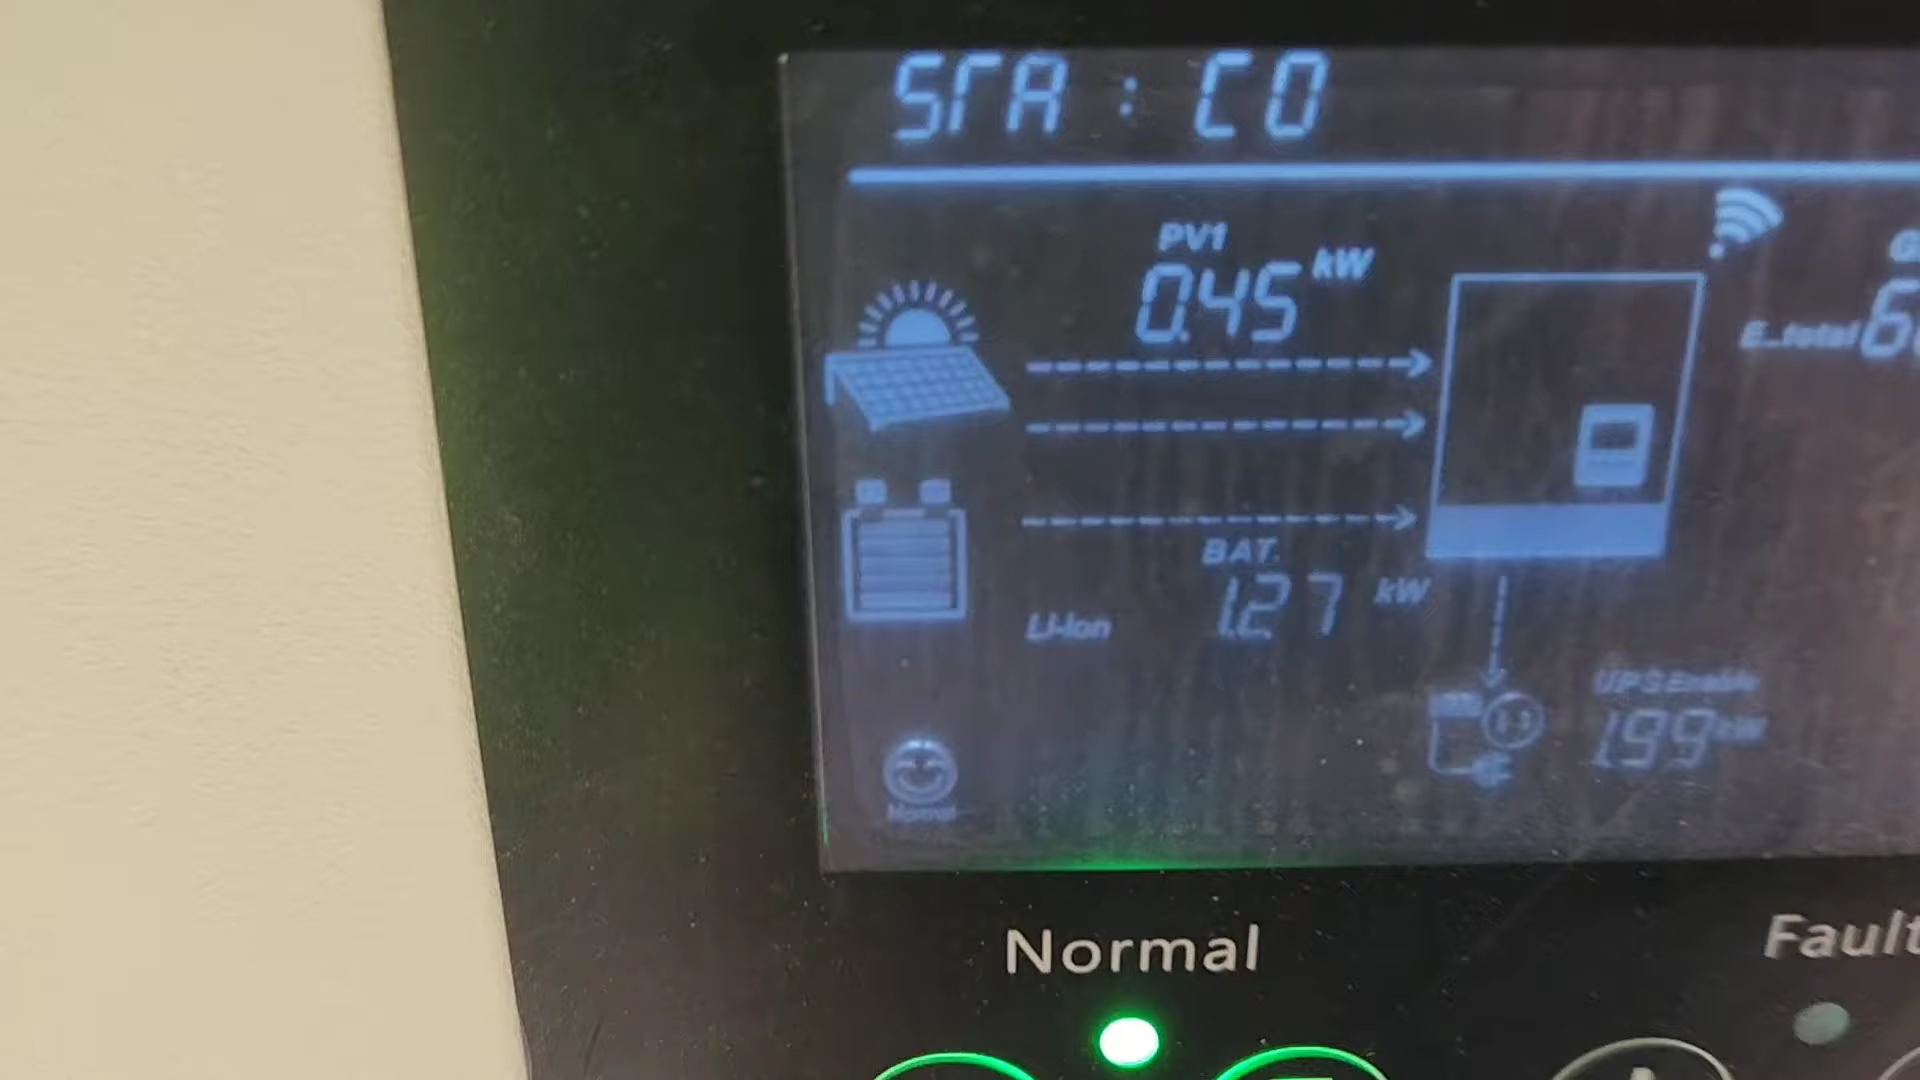 STA : C0
PV1
0.45 kW
E_total
BAT.
1.27 kW
Li-Ion
UPS Enable
1.99 kW
Normal
Normal
Fault